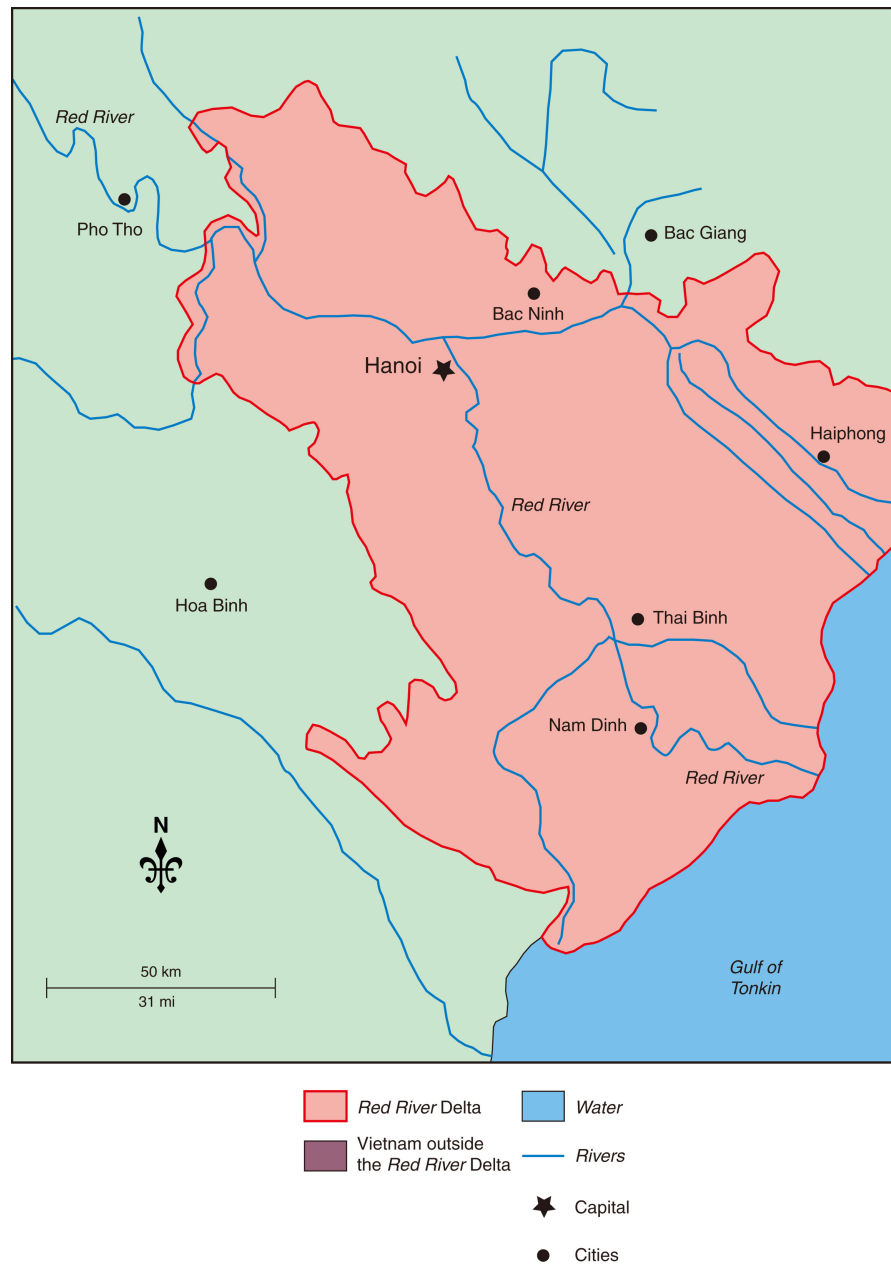 Red River
Pho Tho
Bac Giang
Bac Ninh
Hanoi
Haiphong
Red River
Hoa Binh
Thai Binh
Nam Dinh
Red River
N
50 km
31 mi
Gulf of
Tonkin
Red River Delta
Water
Vietnam outside
the Red River Delta
Rivers
Capital
Cities